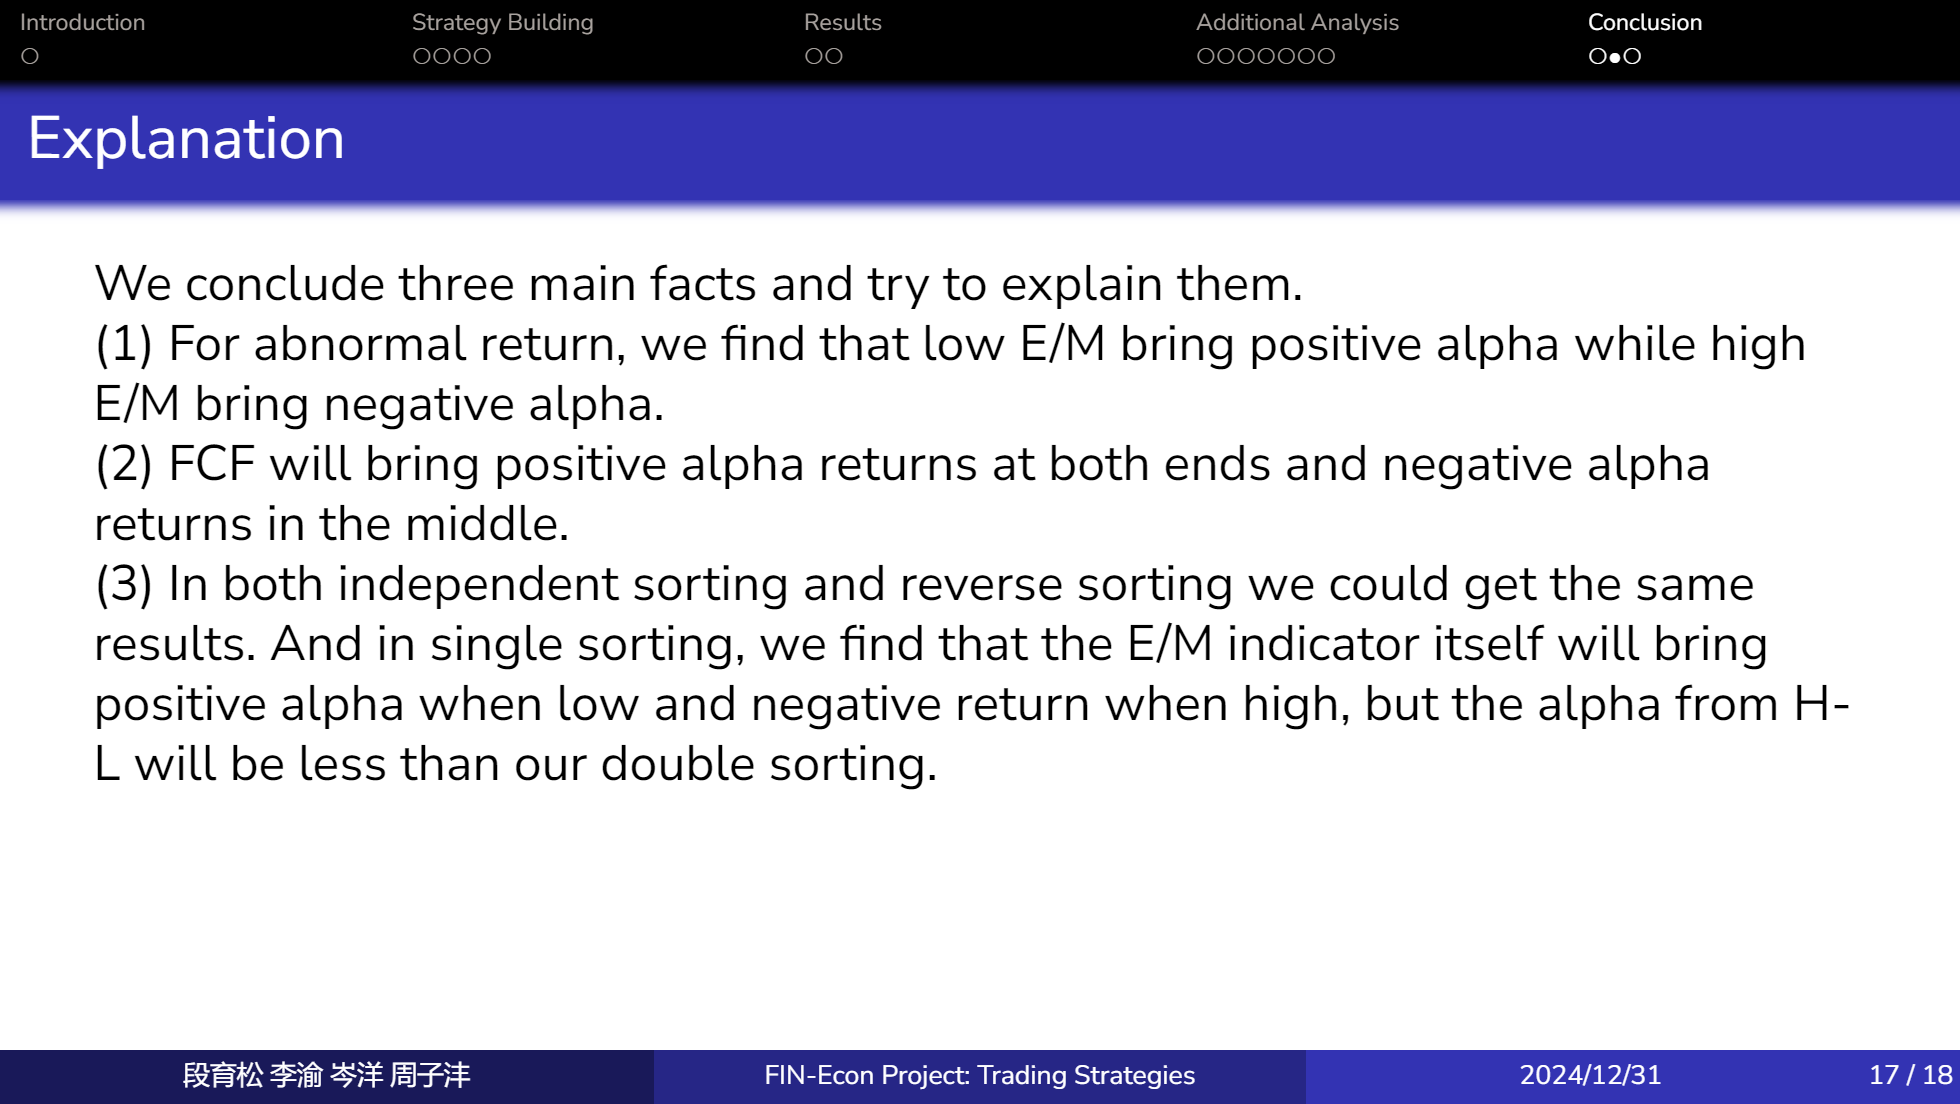 Introduction
Strategy Building
Results
Additional Analysis
Conclusion
Explanation
We conclude three main facts and try to explain them.
(1) For abnormal return, we find that low E/M bring positive alpha while high
E/M bring negative alpha.
(2) FCF will bring positive alpha returns at both ends and negative alpha
returns in the middle.
(3) In both independent sorting and reverse sorting we could get the same
results. And in single sorting, we find that the E/M indicator itself will bring
positive alpha when low and negative return when high, but the alpha from H-
L will be less than our double sorting.
段育松 李渝 岑洋 周子沣
FIN-Econ Project: Trading Strategies
2024/12/31
17 / 18